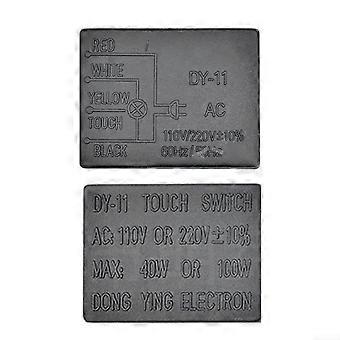 RED
WHITE
DY-11
YELLOW
AC
TOUCH
110V/220V±10%
BLACK
60Hz/50Hz
DY-11 TOUCH SWITCH
AC: 110V OR 220V±10%
MAX: 40W OR 100W
DONG YING ELECTRON